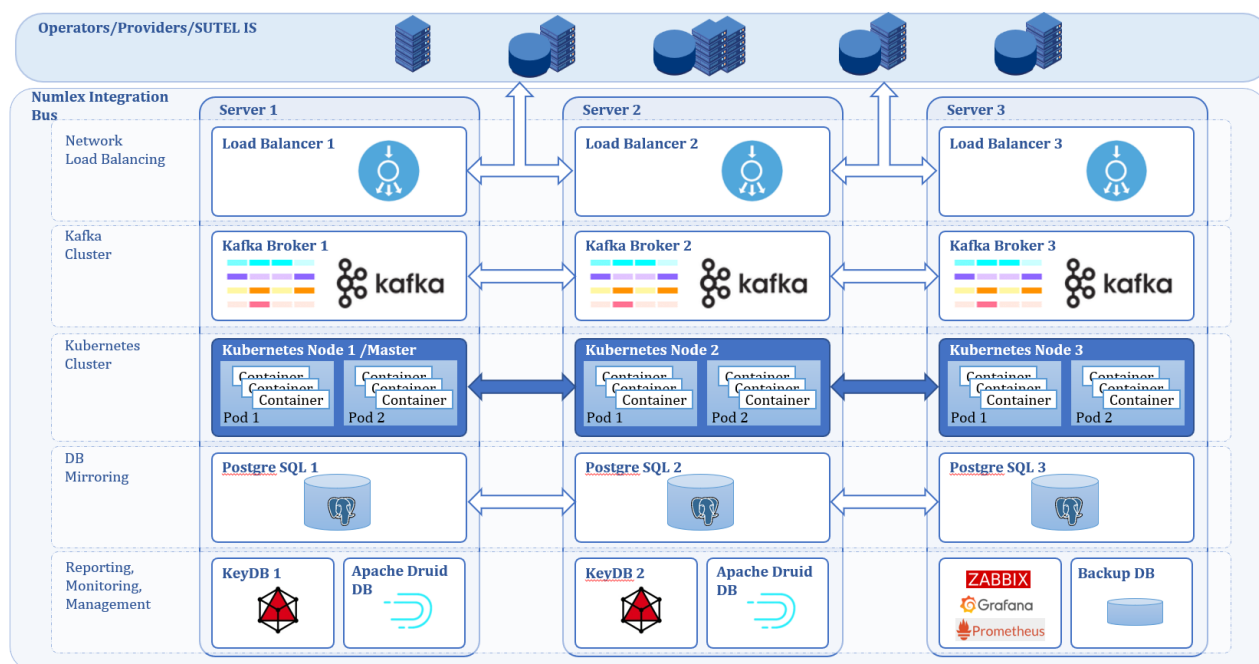 Operators/Providers/SUTEL IS
Numlex Integration
Bus
Server 1
Server 2
Server 3
Network
Load Balancing
Load Balancer 1
Load Balancer 2
Load Balancer 3
Kafka
Cluster
Kafka Broker 1
kafka
Kafka Broker 2
kafka
Kafka Broker 3
kafka
Kubernetes
Cluster
Kubernetes Node 1 /Master
Container
Container
Container
Pod 1
Container
Container
Container
Pod 2
Kubernetes Node 2
Container
Container
Container
Pod 1
Container
Container
Container
Pod 2
Kubernetes Node 3
Container
Container
Container
Pod 1
Container
Container
Container
Pod 2
DB
Mirroring
Postgre SQL 1
Postgre SQL 2
Postgre SQL 3
Reporting,
Monitoring,
Management
KeyDB 1
Apache Druid
DB
KeyDB 2
Apache Druid
DB
ZABBIX
Grafana
Prometheus
Backup DB